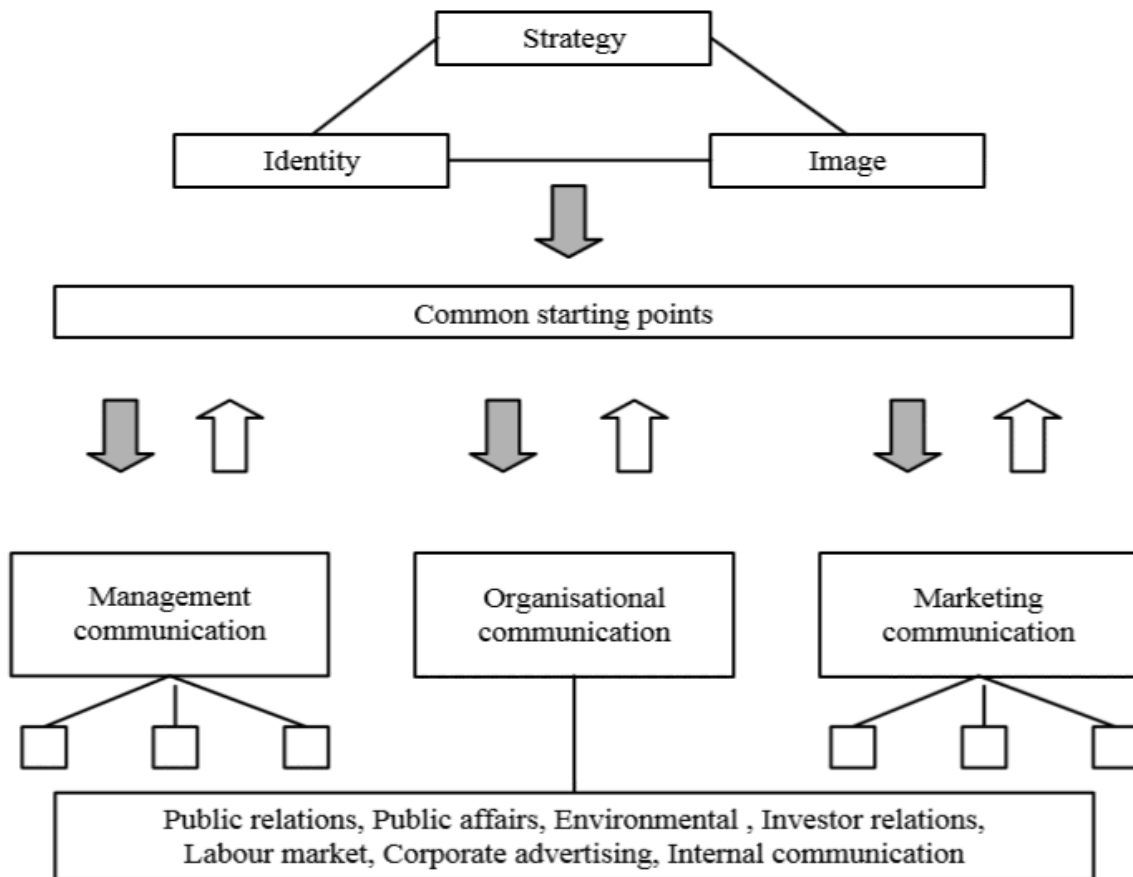 Strategy
Identity
Image
Common starting points
Management
communication
Organisational
communication
Marketing
communication
Public relations, Public affairs, Environmental , Investor relations,
Labour market, Corporate advertising, Internal communication